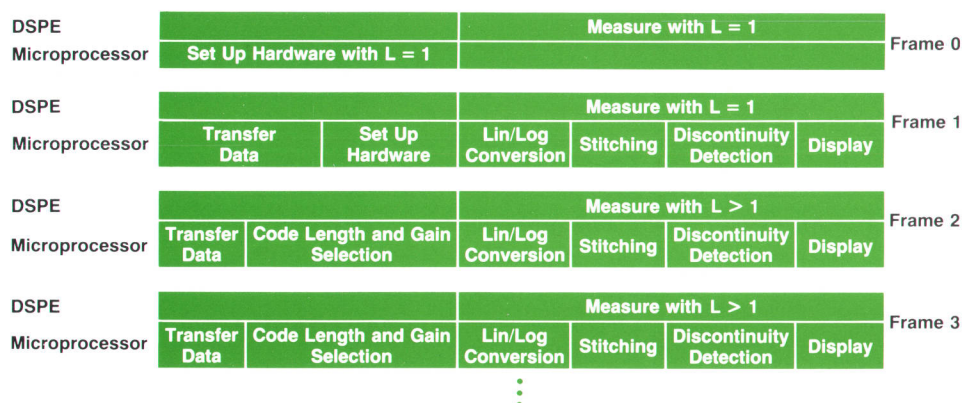 DSPE Measure with L = 1
Microprocessor Set Up Hardware with L = 1
Frame 0
DSPE Measure with L = 1
Microprocessor Transfer Data Set Up Hardware Lin/Log Conversion Stitching Discontinuity Detection Display
Frame 1
DSPE Measure with L > 1
Microprocessor Transfer Data Code Length and Gain Selection Lin/Log Conversion Stitching Discontinuity Detection Display
Frame 2
DSPE Measure with L > 1
Microprocessor Transfer Data Code Length and Gain Selection Lin/Log Conversion Stitching Discontinuity Detection Display
Frame 3